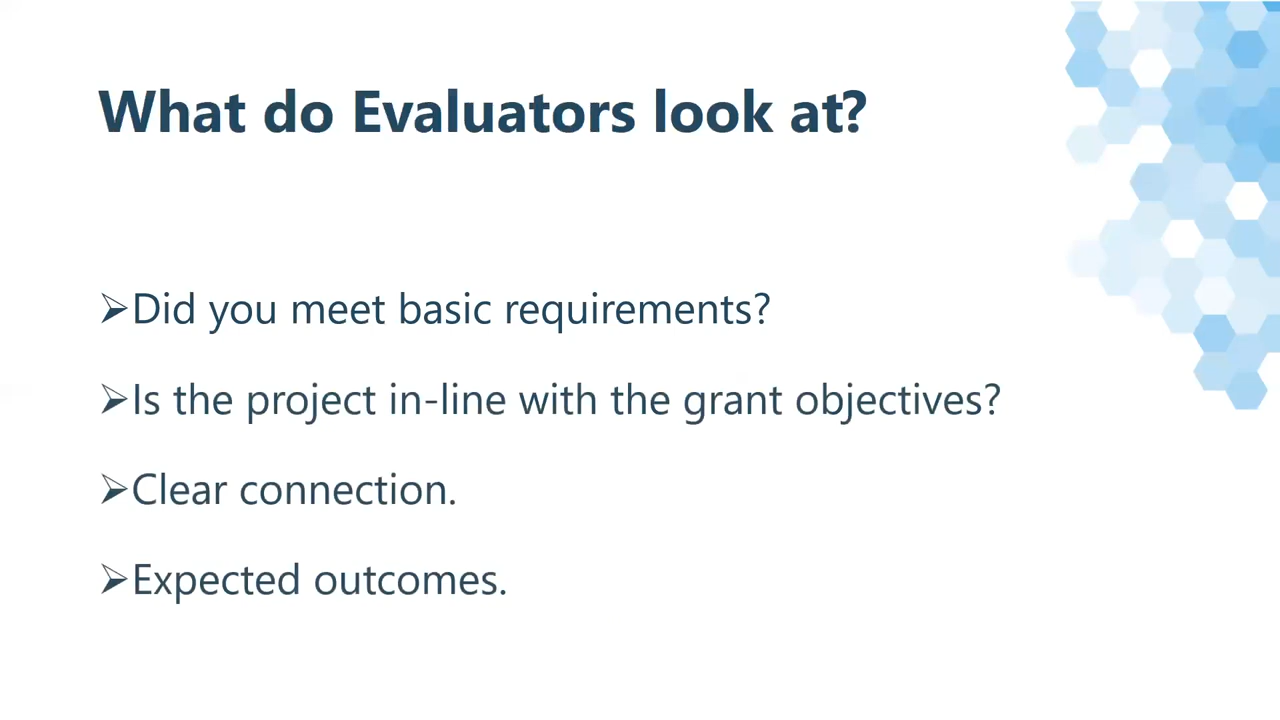 What do Evaluators look at?
➢Did you meet basic requirements?
➢Is the project in-line with the grant objectives?
➢Clear connection.
➢Expected outcomes.